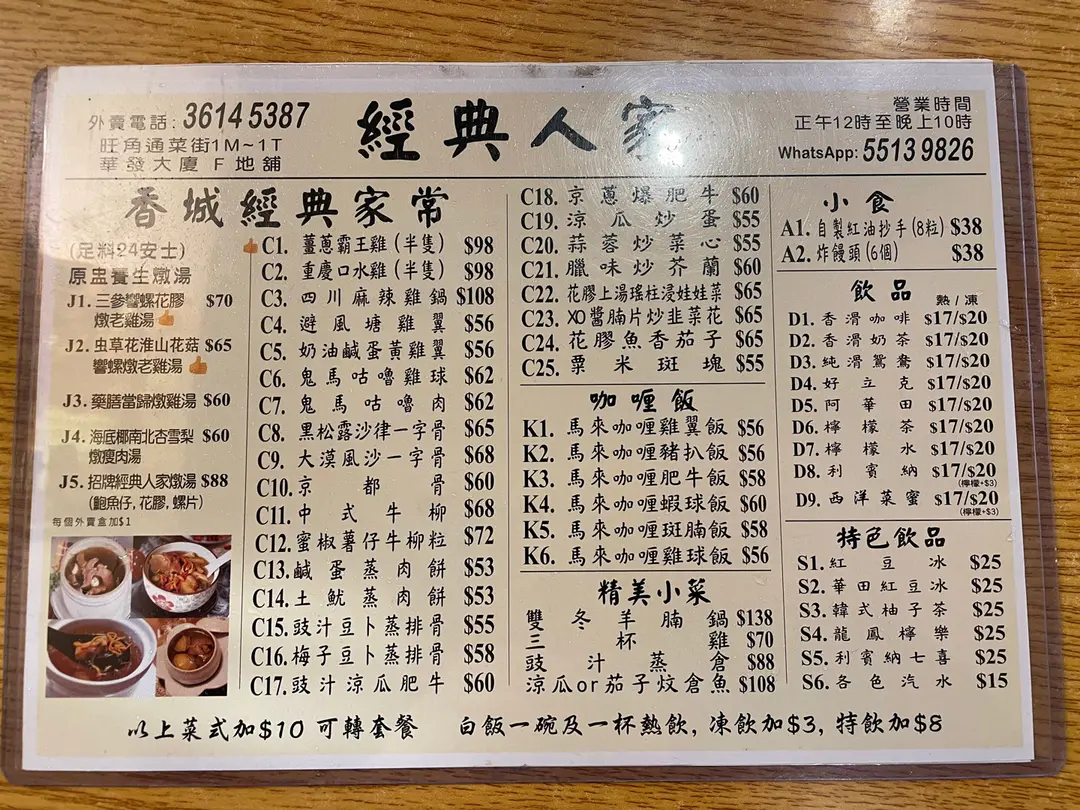 外賣電話: 3614 5387
旺角通菜街1M~1T
華發大廈 F 地舖
經典人家
營業時間
正午12時至晚上10時
WhatsApp: 5513 9826
香城經典家常
(足料24安士)
原盅養生燉湯
J1. 三參響螺花膠 $70
燉老雞湯
J2. 虫草花淮山花菇 $65
響螺燉老雞湯
J3. 藥膳當歸燉雞湯 $60
J4. 海底椰南北杏雪梨 $60
燉瘦肉湯
J5. 招牌經典人家燉湯 $88
(鮑魚仔, 花膠, 螺片)
每個外賣盒加$1
C1. 薑蔥霸王雞 (半隻) $98
C2. 重慶口水雞 (半隻) $98
C3. 四川麻辣雞鍋 $108
C4. 避風塘雞翼 $56
C5. 奶油鹹蛋黃雞翼 $56
C6. 鬼馬咕嚕雞球 $62
C7. 鬼馬咕嚕肉 $62
C8. 黑松露沙律一字骨 $65
C9. 大漠風沙一字骨 $68
C10. 京都骨 $60
C11. 中式牛柳 $68
C12. 蜜椒薯仔牛柳粒 $72
C13. 鹹蛋蒸肉餅 $53
C14. 土魷蒸肉餅 $53
C15. 豉汁豆卜蒸排骨 $55
C16. 梅子豆卜蒸排骨 $58
C17. 豉汁涼瓜肥牛 $60
C18. 京蔥爆肥牛 $60
C19. 涼瓜炒蛋 $55
C20. 蒜蓉炒菜心 $55
C21. 臘味炒芥蘭 $60
C22. 花膠上湯瑤柱浸娃娃菜 $65
C23. XO醬腩片炒韭菜花 $65
C24. 花膠魚香茄子 $65
C25. 粟米斑塊 $55
咖喱飯
K1. 馬來咖喱雞翼飯 $56
K2. 馬來咖喱豬扒飯 $56
K3. 馬來咖喱肥牛飯 $58
K4. 馬來咖喱蝦球飯 $60
K5. 馬來咖喱斑腩飯 $58
K6. 馬來咖喱雞球飯 $56
精美小菜
雙冬羊腩鍋 $138
三杯雞 $70
豉汁蒸倉 $88
涼瓜or茄子炆倉魚 $108
小食
A1. 自製紅油抄手 (8粒) $38
A2. 炸饅頭 (6個) $38
飲品
熱/凍
D1. 香滑咖啡 $17/$20
D2. 香滑奶茶 $17/$20
D3. 純滑鴛鴦 $17/$20
D4. 好立克 $17/$20
D5. 阿華田 $17/$20
D6. 檸檬茶 $17/$20
D7. 檸檬水 $17/$20
D8. 利賓納 $17/$20
(檸檬+$3)
D9. 西洋菜蜜 $17/$20
(檸檬+$3)
特色飲品
S1. 紅豆冰 $25
S2. 華田紅豆冰 $25
S3. 韓式柚子茶 $25
S4. 龍鳳檸樂 $25
S5. 利賓納七喜 $25
S6. 各色汽水 $15
以上菜式加$10 可轉套餐 白飯一碗及一杯熱飲, 凍飲加$3, 特飲加$8